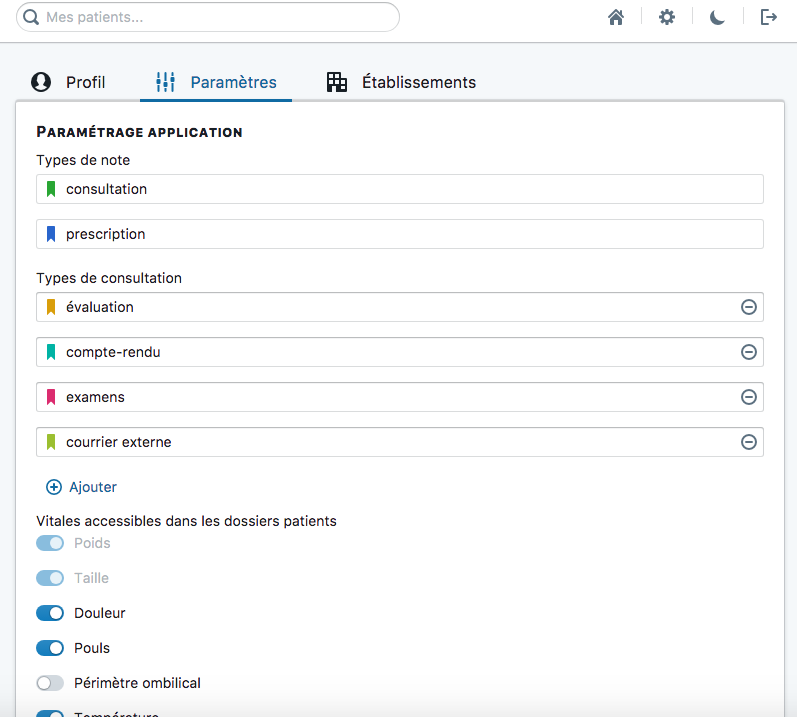 Mes patients...
Profil
Paramètres
Établissements
PARAMÉTRAGE APPLICATION
Types de note
consultation
prescription
Types de consultation
évaluation
compte-rendu
examens
courrier externe
Ajouter
Vitales accessibles dans les dossiers patients
Poids
Taille
Douleur
Pouls
Périmètre ombilical
Température